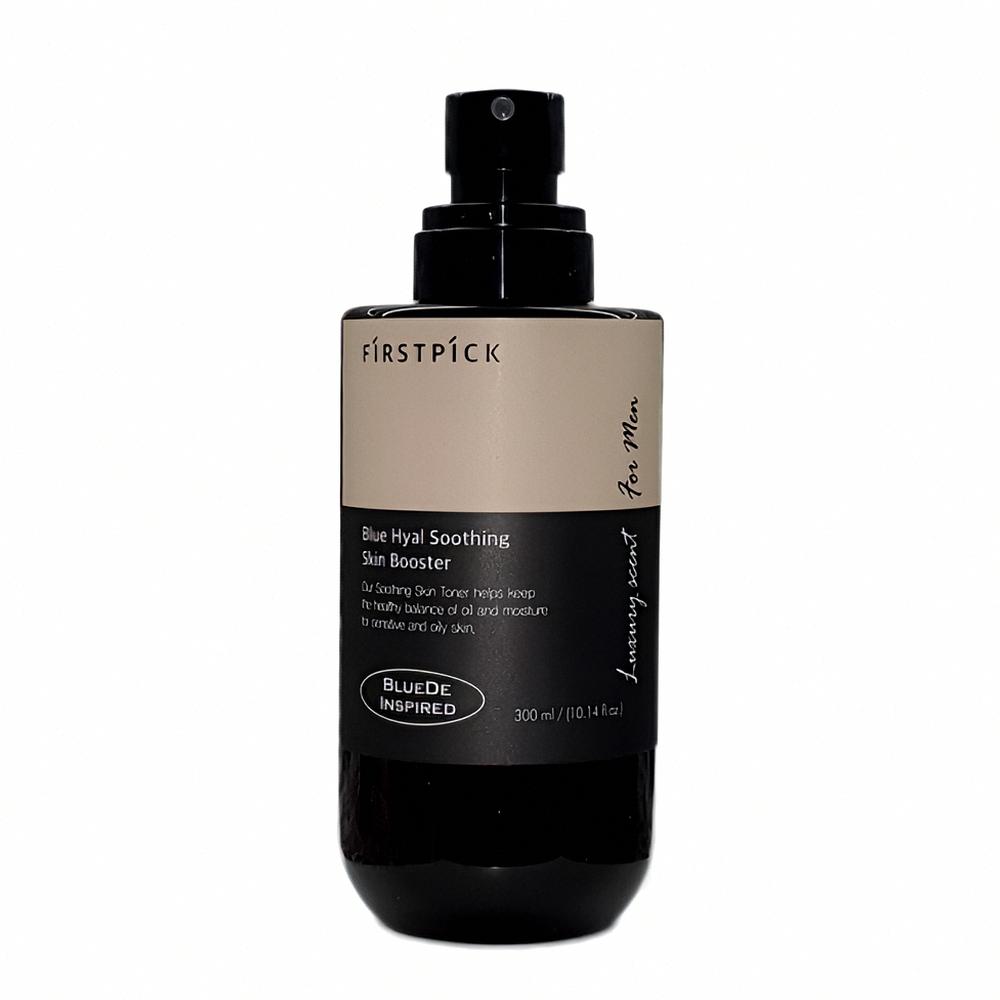 FÍRSTPÍCK
For Men
Luxury scent
Blue Hyal Soothing
Skin Booster
Our Soothing Skin Toner helps keep
the healthy balance of oil and moisture
to sensitive and oily skin.
BLUEDE
INSPIRED
300 ml / (10.14 fl oz.)